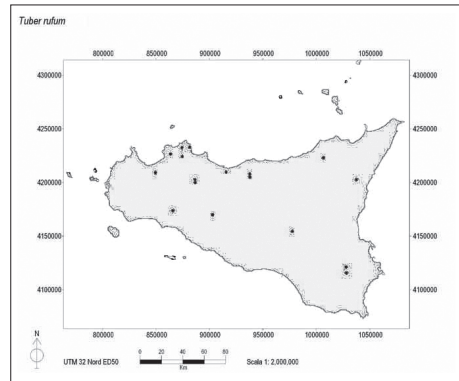 Tuber rufum
800000 850000 900000 950000 1000000 1050000
4300000 4300000
4250000 4250000
4200000 4200000
4150000 4150000
4100000 4100000
800000 850000 900000 950000 1000000 1050000
N
UTM 32 Nord ED50 0 20 40 60 80 Scala 1: 2,000,000
Km